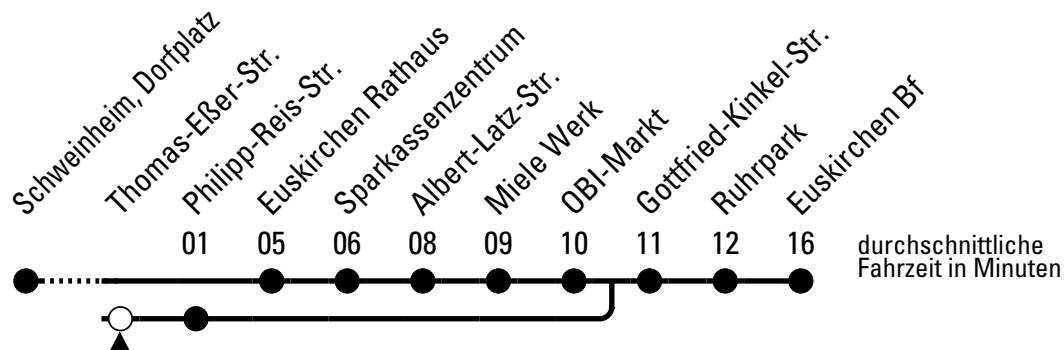 Schweinheim, Dorfplatz
Thomas-Eßer-Str.
Philipp-Reis-Str.
Euskirchen Rathaus
Sparkassenzentrum
Albert-Latz-Str.
Miele Werk
OBI-Markt
Gottfried-Kinkel-Str.
Ruhrpark
Euskirchen Bf
01 05 06 08 09 10 11 12 16
durchschnittliche
Fahrzeit in Minuten